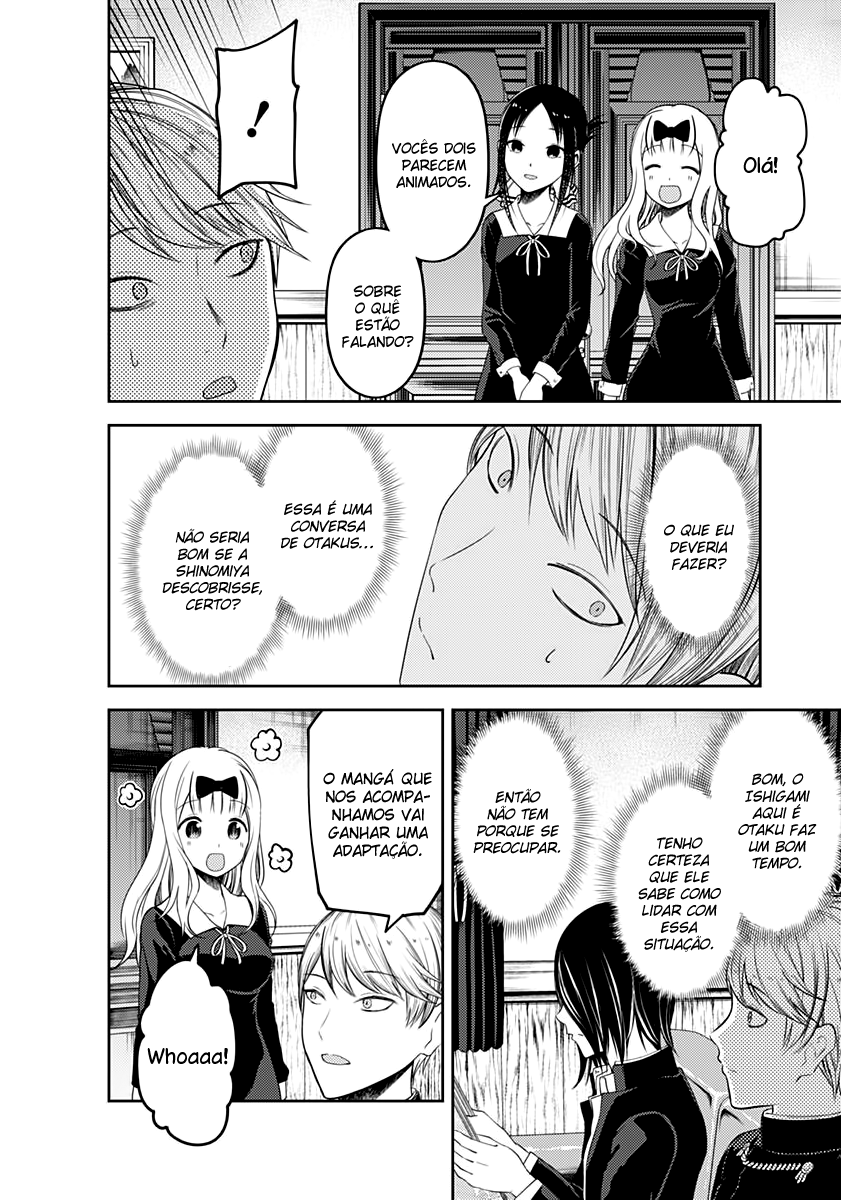 Olá!
VOCÊS DOIS
PARECEM
ANIMADOS.
SOBRE
O QUÊ
ESTÃO
FALANDO?
!
O QUE EU
DEVERIA
FAZER?
ESSA É UMA
CONVERSA
DE OTAKUS...
NÃO SERIA
BOM SE A
SHINOMIYA
DESCOBRISSE,
CERTO?
BOM, O
ISHIGAMI
AQUI É
OTAKU FAZ
UM BOM
TEMPO.
TENHO
CERTEZA
QUE ELE
SABE COMO
LIDAR COM
ESSA
SITUAÇÃO.
ENTÃO
NÃO TEM
PORQUE SE
PREOCUPAR.
O MANGÁ QUE
NOS ACOMPA-
NHAMOS VAI
GANHAR UMA
ADAPTAÇÃO.
Whoaaa!